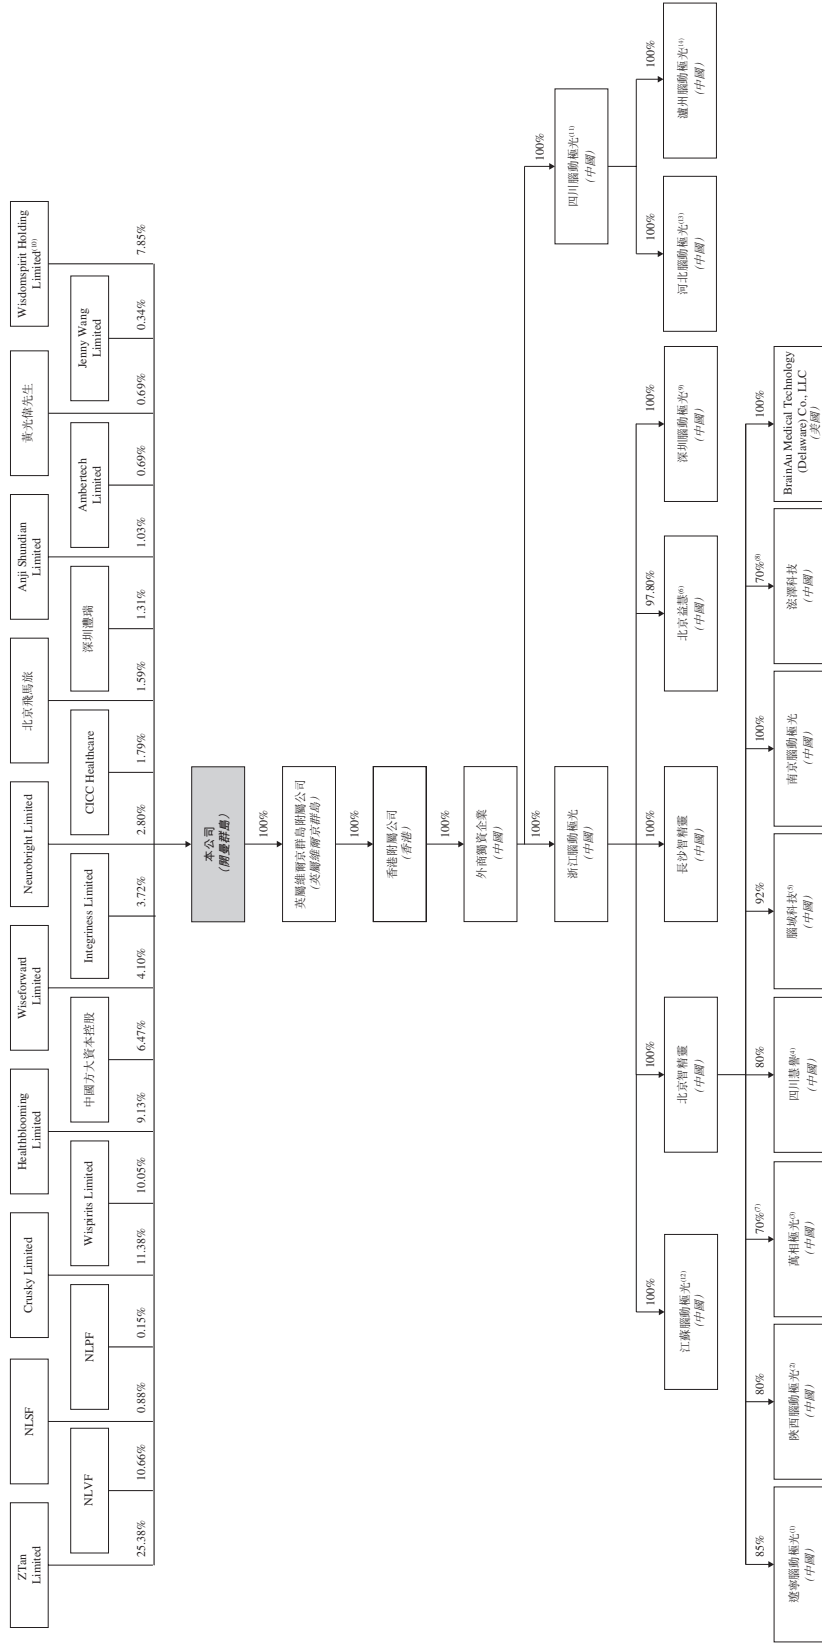 ZTan
Limited
NLSF
Crusky Limited
Healthblooming
Limited
Wiseforward
Limited
Neurobright Limited
北京飛馬旅
Anji Shundian
Limited
黃光偉先生
Wisdomspirit Holding
Limited(10)
NLVF
NLPF
Wispirits Limited
中國方大資本控股
Integriness Limited
CICC Healthcare
深圳灃瑞
Ambertech
Limited
Jenny Wang
Limited
25.38%
10.66%
0.88%
0.15%
11.38%
10.05%
9.13%
6.47%
4.10%
3.72%
2.80%
1.79%
1.59%
1.31%
1.03%
0.69%
0.69%
0.34%
7.85%
本公司
(開曼群島)
100%
英屬維爾京群島附屬公司
(英屬維爾京群島)
100%
香港附屬公司
(香港)
100%
外商獨資企業
(中國)
100%
100%
浙江腦動極光
(中國)
四川腦動極光(11)
(中國)
100%
100%
100%
97.80%
100%
100%
100%
江蘇腦動極光(12)
(中國)
北京智精靈
(中國)
長沙智精靈
(中國)
北京益慧(6)
(中國)
深圳腦動極光(9)
(中國)
河北腦動極光(13)
(中國)
瀘州腦動極光(14)
(中國)
85%
80%
70%(7)
80%
92%
100%
70%(8)
100%
遼寧腦動極光(1)
(中國)
陝西腦動極光(2)
(中國)
萬相極光(3)
(中國)
四川慧譽(4)
(中國)
腦域科技(5)
(中國)
南京腦動極光
(中國)
浤澤科技
(中國)
BrainAu Medical Technology
(Delaware) Co., LLC
(美國)